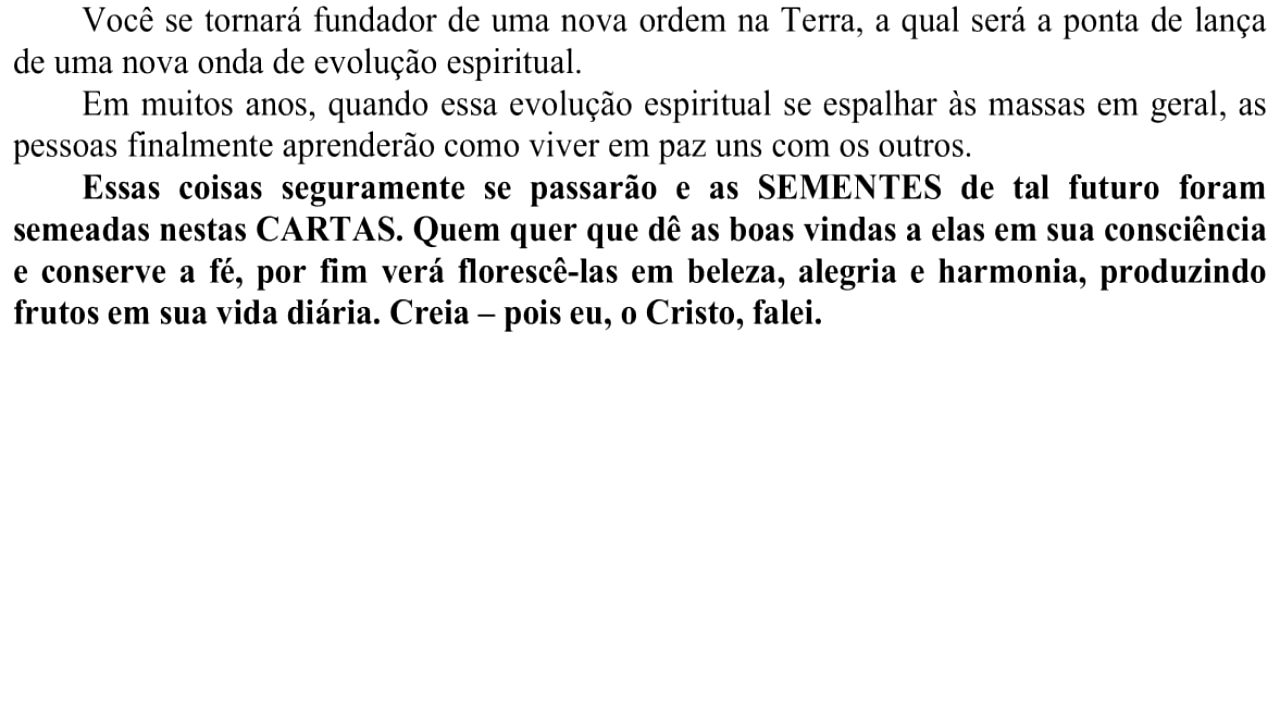 Você se tornará fundador de uma nova ordem na Terra, a qual será a ponta de lança
de uma nova onda de evolução espiritual.
Em muitos anos, quando essa evolução espiritual se espalhar às massas em geral, as
pessoas finalmente aprenderão como viver em paz uns com os outros.
Essas coisas seguramente se passarão e as SEMENTES de tal futuro foram
semeadas nestas CARTAS. Quem quer que dê as boas vindas a elas em sua consciência
e conserve a fé, por fim verá florescê-las em beleza, alegria e harmonia, produzindo
frutos em sua vida diária. Creia – pois eu, o Cristo, falei.